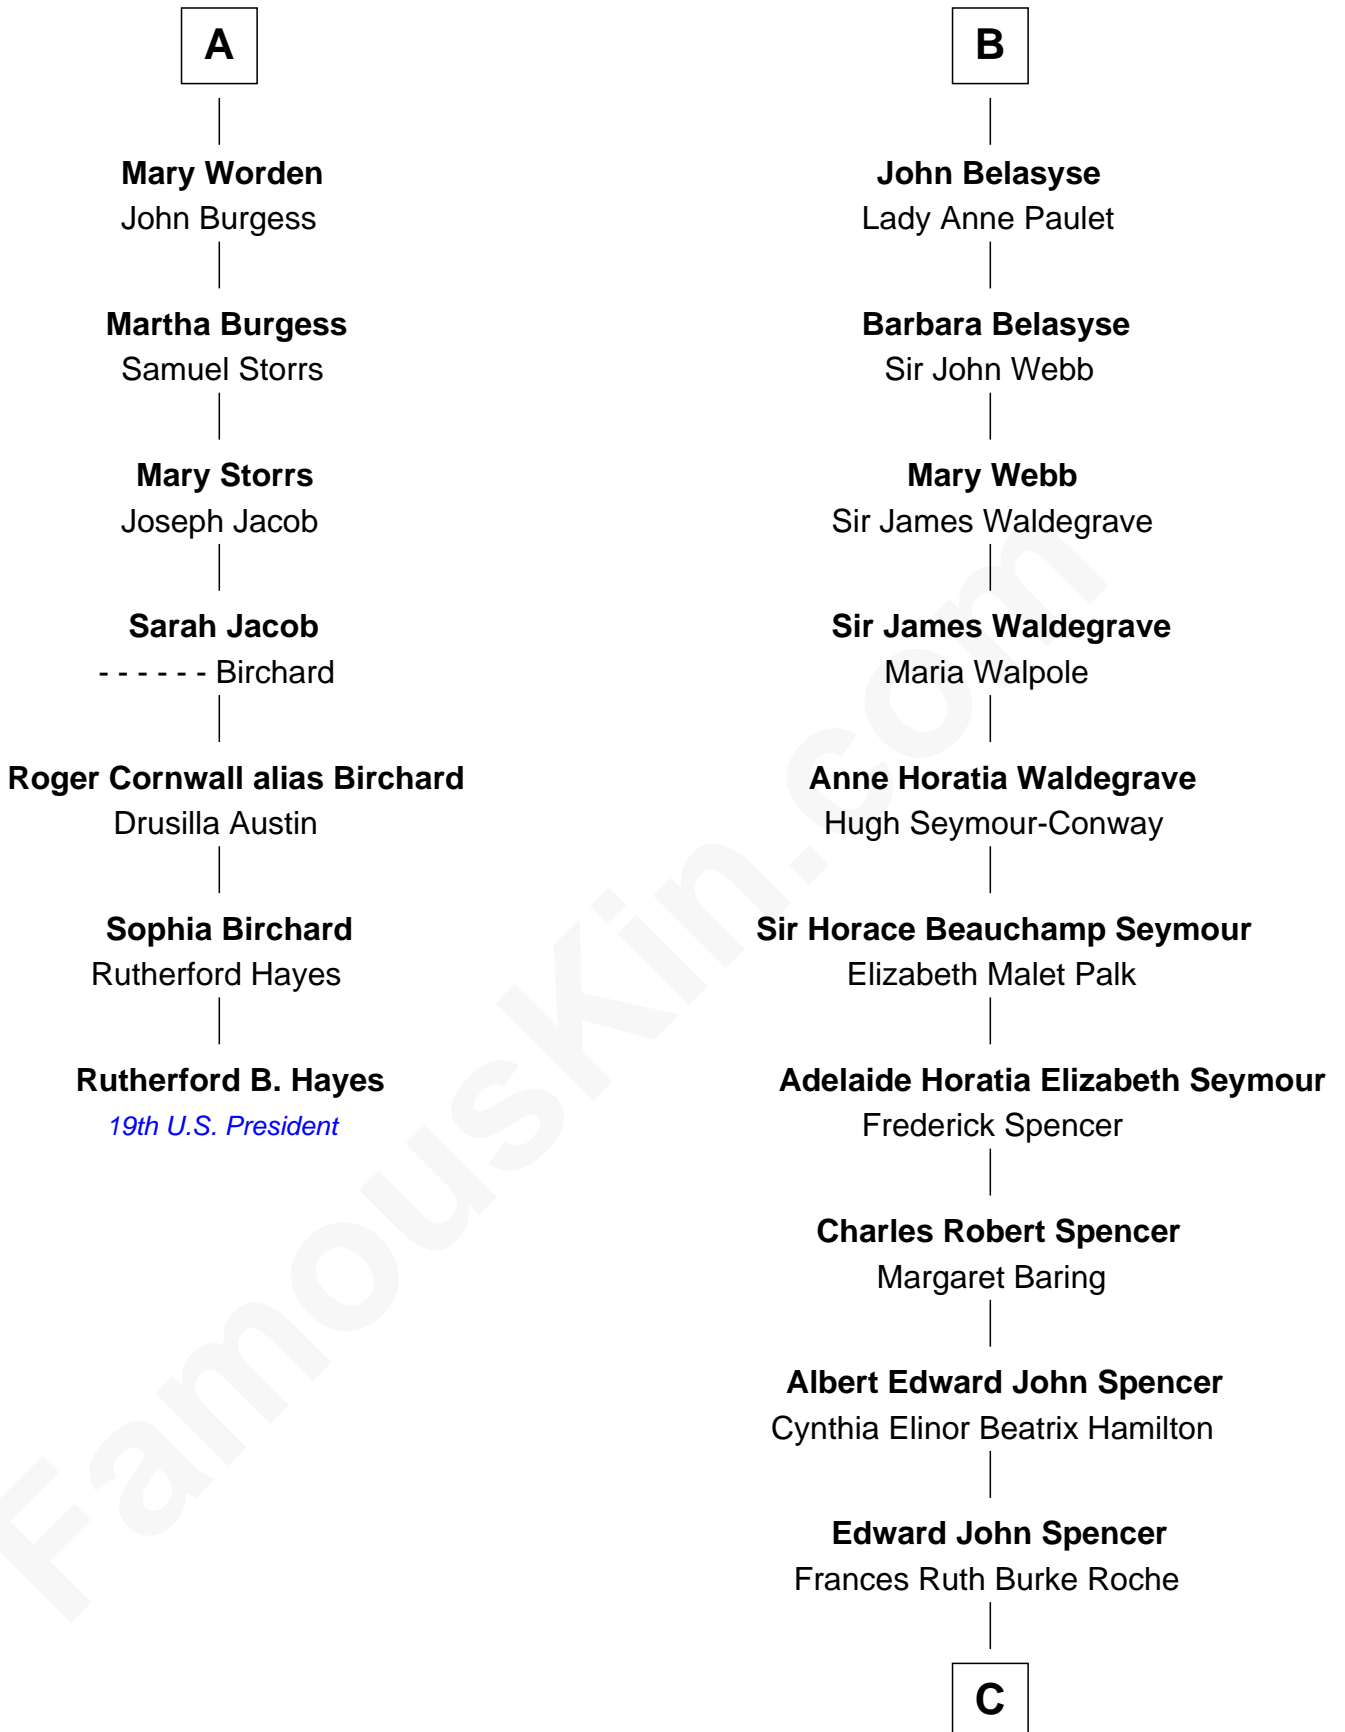 A
Mary Worden
John Burgess
Martha Burgess
Samuel Storrs
Mary Storrs
Joseph Jacob
Sarah Jacob
- - - - - - Birchard
Roger Cornwall alias Birchard
Drusilla Austin
Sophia Birchard
Rutherford Hayes
Rutherford B. Hayes
19th U.S. President
B
John Belasyse
Lady Anne Paulet
Barbara Belasyse
Sir John Webb
Mary Webb
Sir James Waldegrave
Sir James Waldegrave
Maria Walpole
Anne Horatia Waldegrave
Hugh Seymour-Conway
Sir Horace Beauchamp Seymour
Elizabeth Malet Palk
Adelaide Horatia Elizabeth Seymour
Frederick Spencer
Charles Robert Spencer
Margaret Baring
Albert Edward John Spencer
Cynthia Elinor Beatrix Hamilton
Edward John Spencer
Frances Ruth Burke Roche
C
FamousKin.com